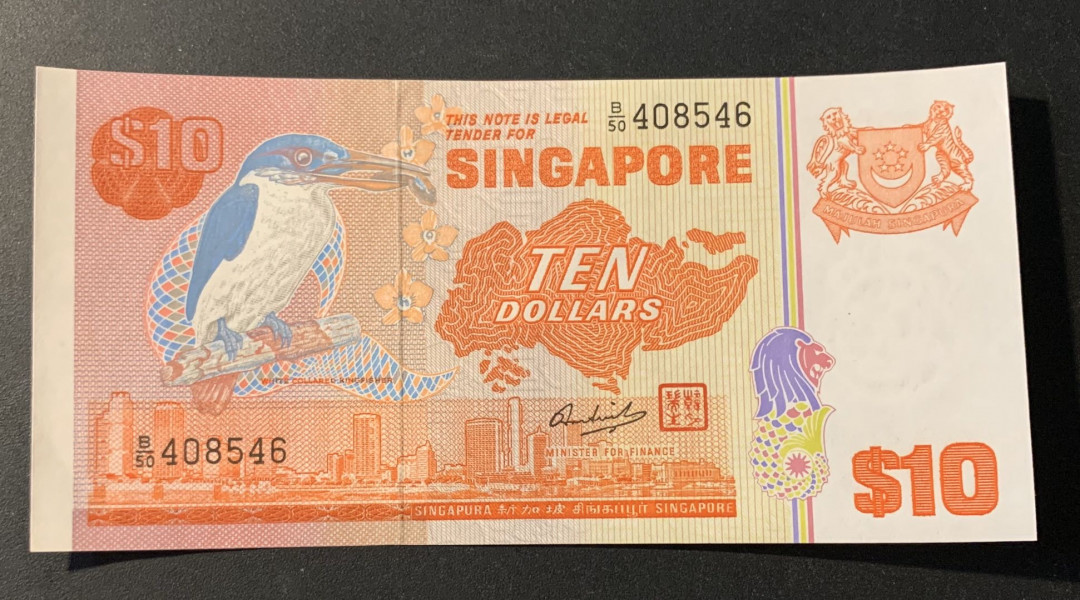 $10
THIS NOTE IS LEGAL
TENDER FOR
SINGAPORE
B/50 408546
MAJULAH SINGAPURA
TEN
DOLLARS
WHITE COLLARED KINGFISHER
B/50 408546
MINISTER FOR FINANCE
SINGAPURA 新加坡 சிங்கப்பூர் SINGAPORE
$10